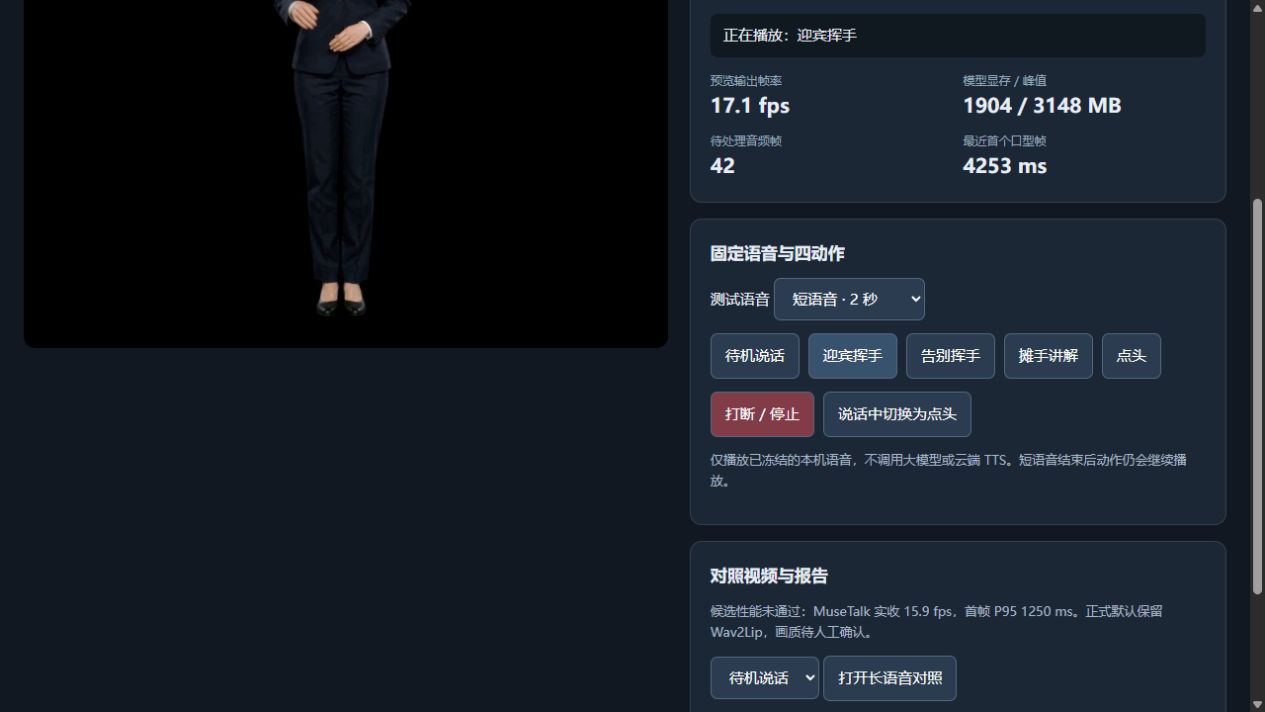 正在播放：迎宾挥手
预览输出帧率
模型显存 / 峰值
17.1 fps
1904 / 3148 MB
待处理音频帧
最近首个口型帧
42
4253 ms
固定语音与四动作
测试语音 短语音 · 2 秒
待机说话 迎宾挥手 告别挥手 摊手讲解 点头
打断 / 停止 说话中切换为点头
仅播放已冻结的本机语音，不调用大模型或云端 TTS。短语音结束后动作仍会继续播
放。
对照视频与报告
候选性能未通过：MuseTalk 实收 15.9 fps，首帧 P95 1250 ms。正式默认保留
Wav2Lip，画质待人工确认。
待机说话 打开长语音对照